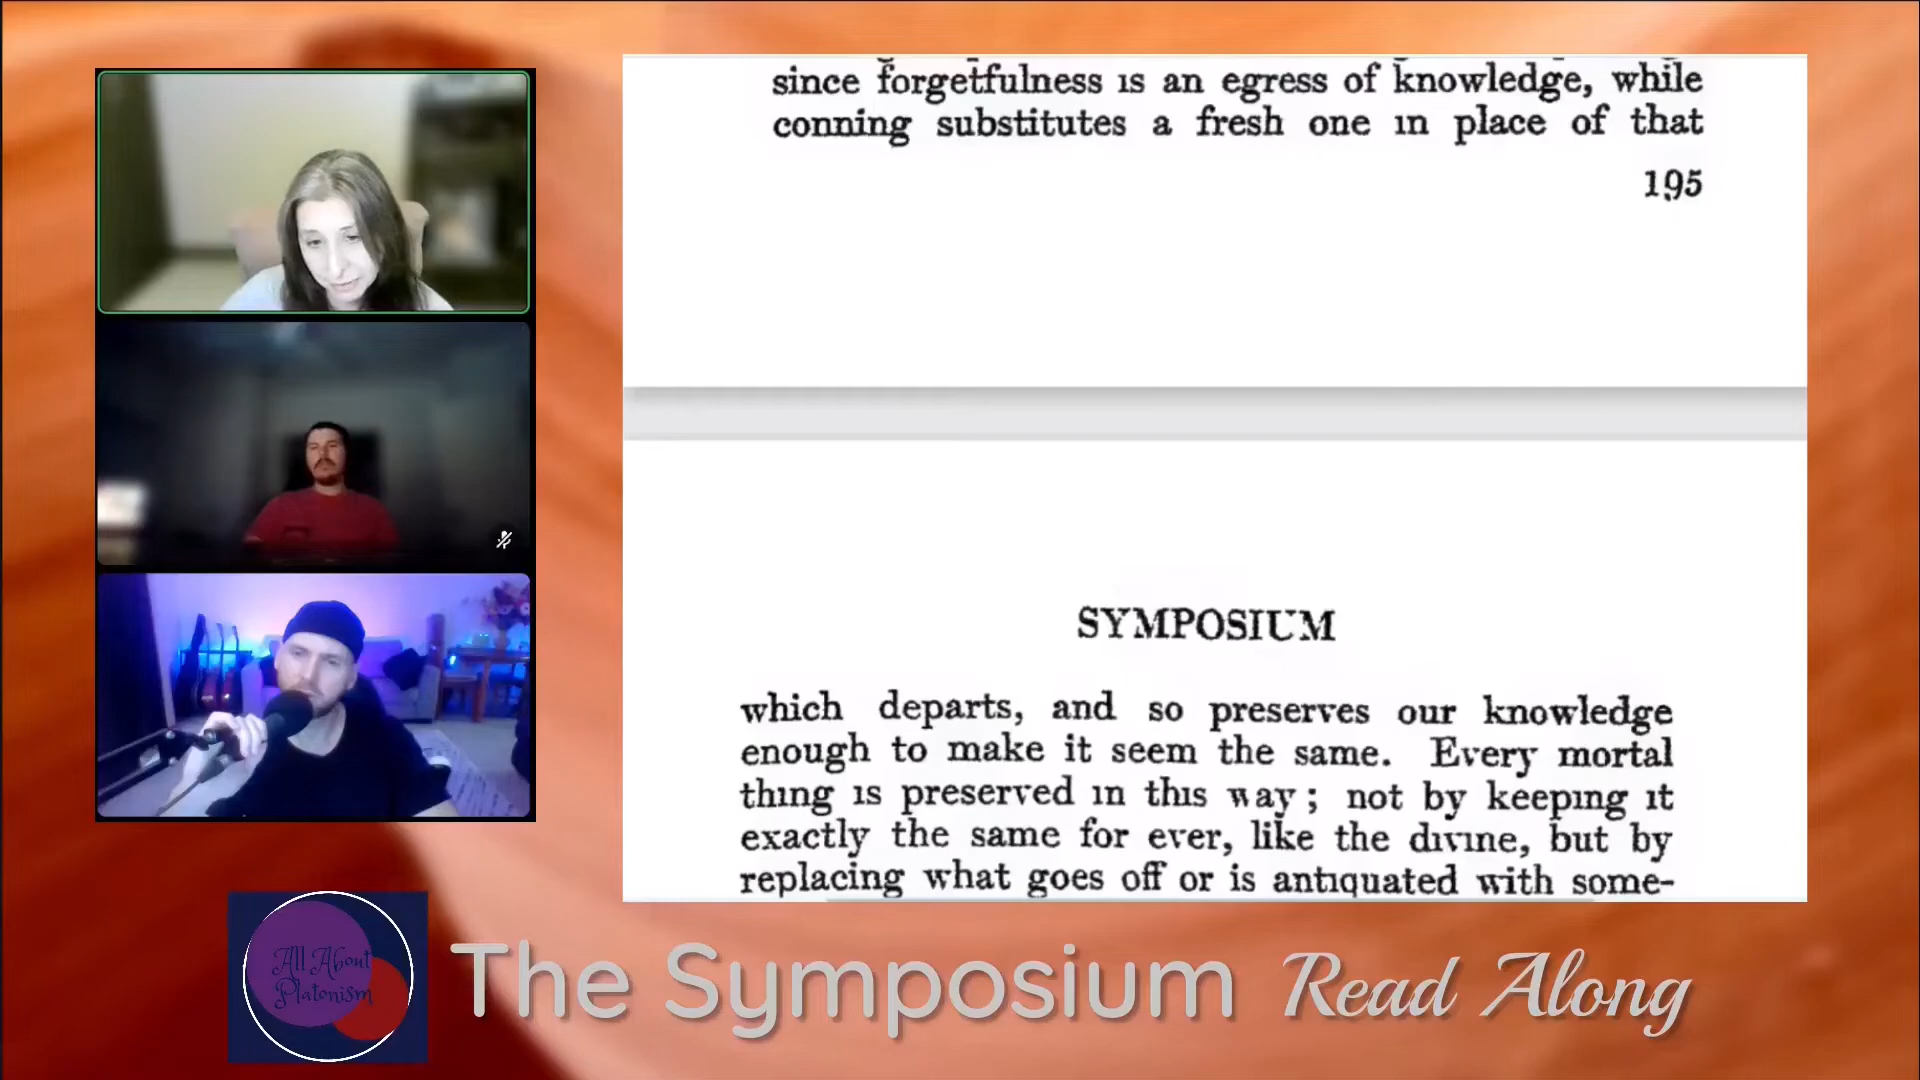 since forgetfulness is an egress of knowledge, while
conning substitutes a fresh one in place of that
195
SYMPOSIUM
which departs, and so preserves our knowledge
enough to make it seem the same. Every mortal
thing is preserved in this way; not by keeping it
exactly the same for ever, like the divine, but by
replacing what goes off or is antiquated with some-
All About
Platonism
The Symposium Read Along